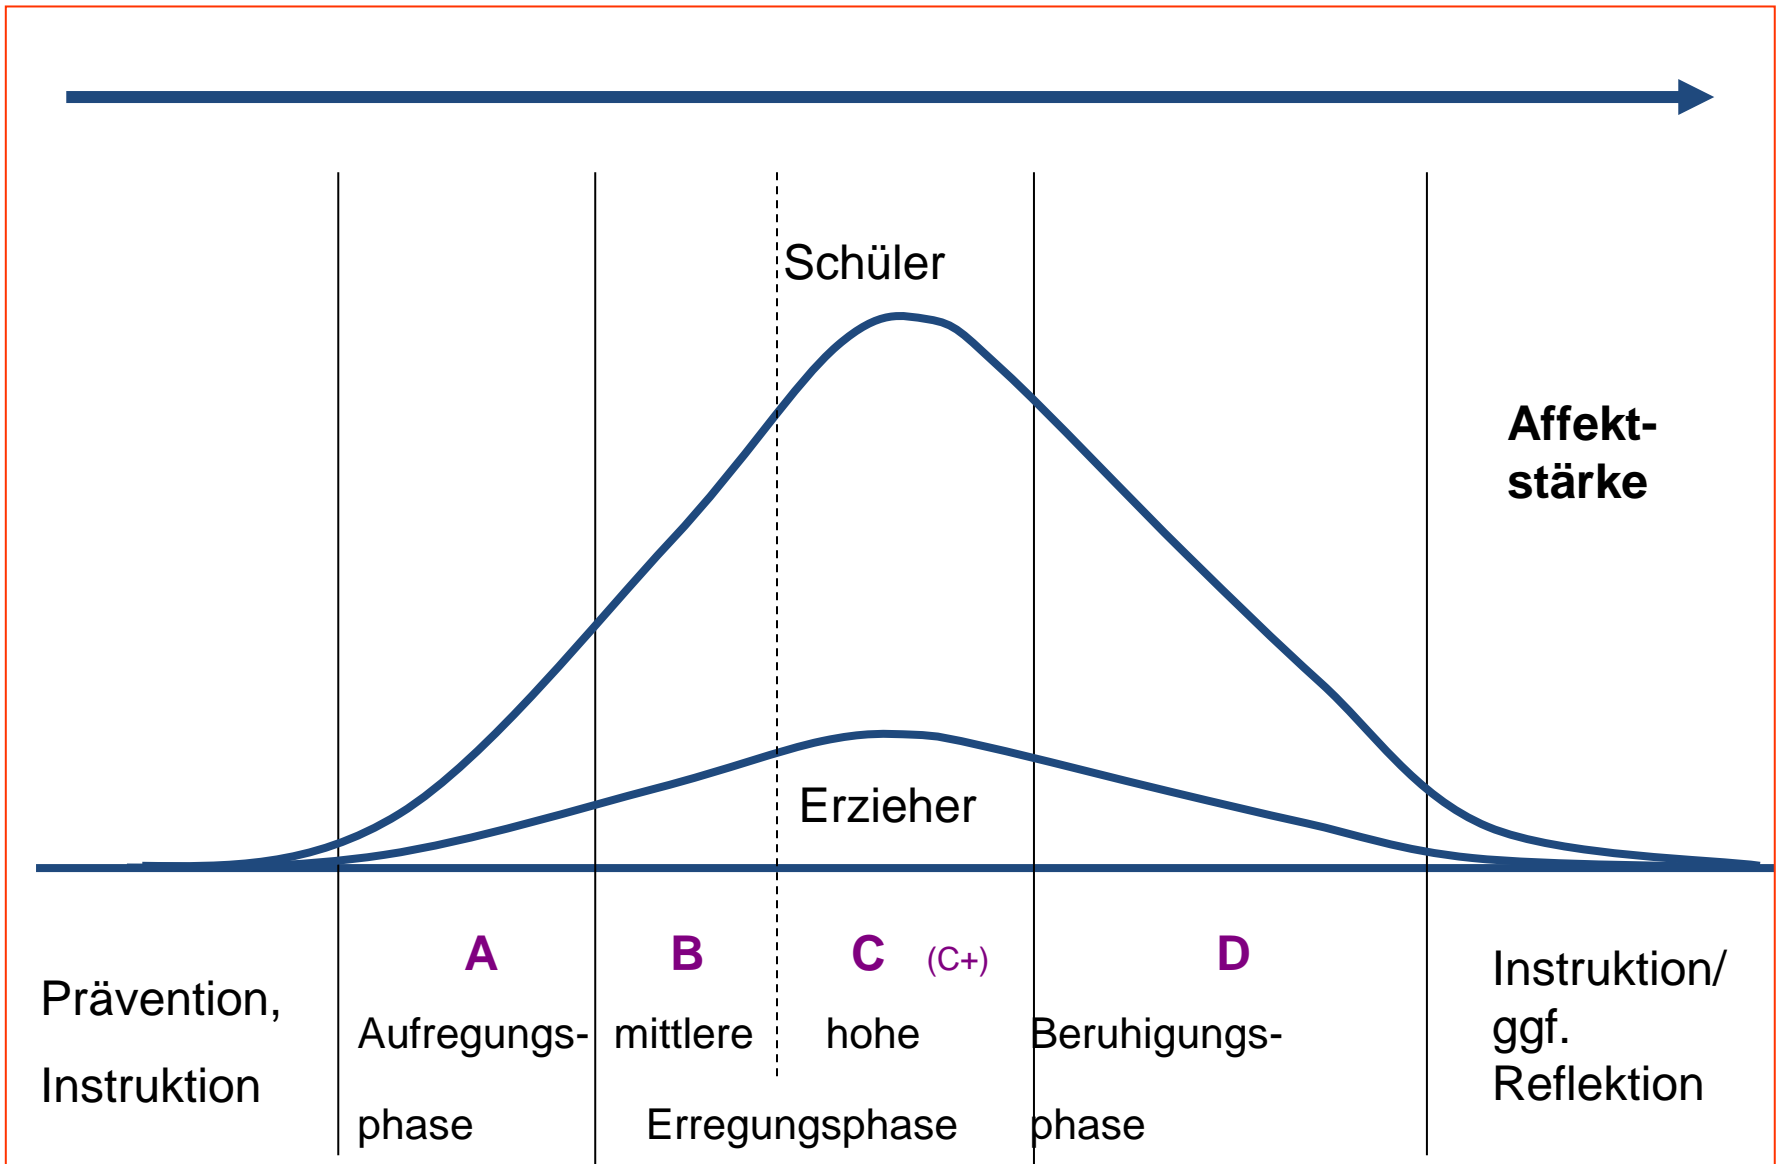 Schüler
Affekt-
stärke
Erzieher
Prävention,
Instruktion
A
Aufregungs-
phase
B
mittlere
C (C+)
hohe
Erregungsphase
D
Beruhigungs-
phase
Instruktion/
ggf.
Reflektion